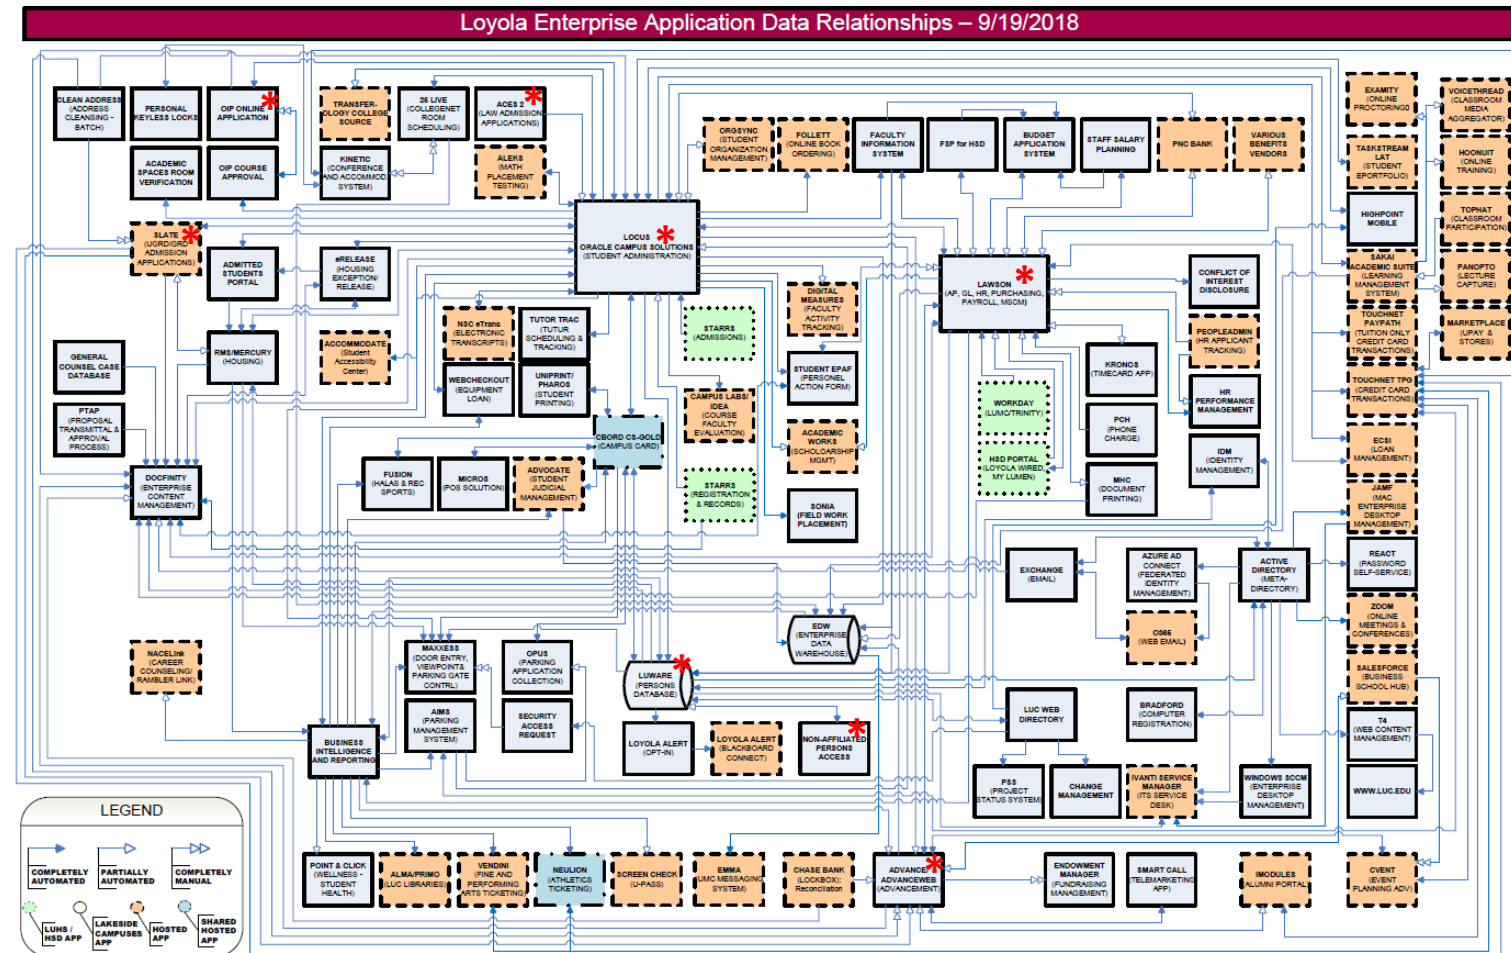 Loyola Enterprise Application Data Relationships – 9/19/2018
CLEAN ADDRESS
(ADDRESS
CLEANSING -
BATCH)
PERSONAL
KEYLESS LOCKS
OIP ONLINE
APPLICATION
TRANSFER-
OLOGY COLLEGE
SOURCE
25 LIVE
(COLLEGENET
ROOM
SCHEDULING)
ACES 2
(LAW ADMISSION
APPLICATIONS)
ACADEMIC
SPACES ROOM
VERIFICATION
OIP COURSE
APPROVAL
KINETIC
(CONFERENCE
AND ACCOMMOD.
SYSTEM)
ALEKS
(MATH
PLACEMENT
TESTING)
ORGSYNC
(STUDENT
ORGANIZATION
MANAGEMENT)
FOLLETT
(ONLINE BOOK
ORDERING)
FACULTY
INFORMATION
SYSTEM
FSP for HSD
BUDGET
APPLICATION
SYSTEM
STAFF SALARY
PLANNING
PNC BANK
VARIOUS
BENEFITS
VENDORS
EXAMITY
(ONLINE
PROCTORING)
VOICETHREAD
(CLASSROOM
MEDIA
AGGREGATOR)
TASKSTREAM
LAT
(STUDENT
EPORTFOLIO)
HOONUIT
(ONLINE
TRAINING)
HIGHPOINT
MOBILE
TOPHAT
(CLASSROOM
PARTICIPATION)
SAKAI
ACADEMIC SUITE
(LEARNING
MANAGEMENT
SYSTEM)
PANOPTO
(LECTURE
CAPTURE)
TOUCHNET
PAYPATH
(TUITION ONLY
CREDIT CARD
TRANSACTIONS)
MARKETPLACE
(UPAY &
STORES)
TOUCHNET TPG
(CREDIT CARD
TRANSACTIONS)
ECSI
(LOAN
MANAGEMENT)
JAMF
(MAC
ENTERPRISE
DESKTOP
MANAGEMENT)
REACT
(PASSWORD
SELF-SERVICE)
ZOOM
(ONLINE
MEETINGS &
CONFERENCES)
SALESFORCE
(BUSINESS
SCHOOL HUB)
T4
(WEB CONTENT
MANAGEMENT)
WWW.LUC.EDU
SLATE
(UGRD/GRD
ADMISSION
APPLICATIONS)
ADMITTED
STUDENTS
PORTAL
eRELEASE
(HOUSING
EXCEPTION/
RELEASE)
LOCUS
ORACLE CAMPUS SOLUTIONS
(STUDENT ADMINISTRATION)
LAWSON
(AP, GL, HR, PURCHASING,
PAYROLL, MSCM)
CONFLICT OF
INTEREST
DISCLOSURE
GENERAL
COUNSEL CASE
DATABASE
RMS/MERCURY
(HOUSING)
ACCOMMODATE
(Student
Accessibility
Center)
NSC eTrans
(ELECTRONIC
TRANSCRIPTS)
TUTOR TRAC
(TUTUR
SCHEDULING &
TRACKING)
STARRS
(ADMISSIONS)
DIGITAL
MEASURES
(FACULTY
ACTIVITY
TRACKING)
PEOPLEADMIN
(HR APPLICANT
TRACKING)
KRONOS
(TIMECARD APP)
WEBCHECKOUT
(EQUIPMENT
LOAN)
UNIPRINT/
PHAROS
(STUDENT
PRINTING)
STUDENT EPAF
(PERSONEL
ACTION FORM)
WORKDAY
(LUMC/TRINITY)
HR
PERFORMANCE
MANAGEMENT
PTAP
(PROPOSAL
TRANSMITTAL &
APPROVAL
PROCESS)
CBORD CS-GOLD
(CAMPUS CARD)
CAMPUS LABS/
IDEA
(COURSE
FACULTY
EVALUATION)
ACADEMIC
WORKS
(SCHOLOARSHIP
MGMT)
HSD PORTAL
(LOYOLA WIRED,
MY LUMEN)
PCH
(PHONE
CHARGE)
IDM
(IDENTITY
MANAGEMENT)
DOCFINITY
(ENTERPRISE
CONTENT
MANAGEMENT)
FUSION
(HALAS & REC
SPORTS)
MICROS
(POS SOLUTION)
ADVOCATE
(STUDENT
JUDICIAL
MANAGEMENT)
STARRS
(REGISTRATION
& RECORDS)
SONIA
(FIELD WORK
PLACEMENT)
MHC
(DOCUMENT
PRINTING)
EXCHANGE
(EMAIL)
AZURE AD
CONNECT
(FEDERATED
IDENTITY
MANAGEMENT)
ACTIVE
DIRECTORY
(META-
DIRECTORY)
O365
(WEB EMAIL)
NACELink
(CAREER
COUNSELING/
RAMBLER LINK)
MAXXESS
(DOOR ENTRY,
VIEWPOINT&
PARKING GATE
CONTRL)
OPUS
(PARKING
APPLICATION
COLLECTION)
LUWARE
(PERSONS
DATABASE)
EDW
(ENTERPRISE
DATA
WAREHOUSE)
AIMS
(PARKING
MANAGEMENT
SYSTEM)
SECURITY
ACCESS
REQUEST
BUSINESS
INTELLIGENCE
AND REPORTING
LOYOLA ALERT
(OPT-IN)
LOYOLA ALERT
(BLACKBOARD
CONNECT)
NON-AFFILIATED
PERSONS
ACCESS
LUC WEB
DIRECTORY
BRADFORD
(COMPUTER
REGISTRATION)
PSS
(PROJECT
STATUS SYSTEM)
CHANGE
MANAGEMENT
IVANTI SERVICE
MANAGER
(ITS SERVICE
DESK)
WINDOWS SCCM
(ENTERPRISE
DESKTOP
MANAGEMENT)
POINT & CLICK
(WELLNESS -
STUDENT
HEALTH)
ALMA/PRIMO
(LUC LIBRARIES)
VENDINI
(FINE AND
PERFORMING
ARTS TICKETING)
NEULION
(ATHLETICS
TICKETING)
SCREEN CHECK
(U-PASS)
EMMA
(UMC MESSAGING
SYSTEM)
CHASE BANK
(LOCKBOX)
Reconciliation
ADVANCE/
ADVANCEWEB
(ADVANCEMENT)
ENDOWMENT
MANAGER
(FUNDRAISING
MANAGEMENT)
SMART CALL
(TELEMARKETING
APP)
IMODULES
(ALUMNI PORTAL)
CVENT
(EVENT
PLANNING ADV)
LEGEND
COMPLETELY
AUTOMATED
PARTIALLY
AUTOMATED
COMPLETELY
MANUAL
LUHS /
HSD APP
LAKESIDE
CAMPUSES
APP
HOSTED
APP
SHARED
HOSTED
APP